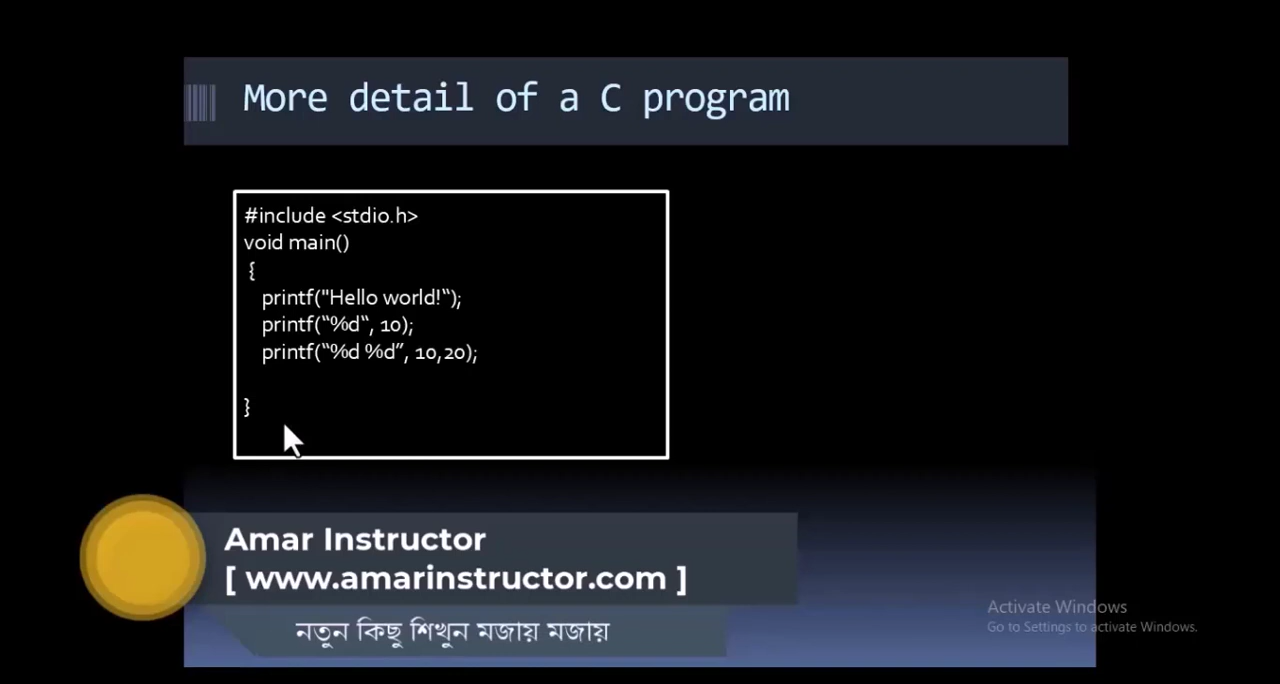 More detail of a C program
#include <stdio.h>
void main()
{
printf("Hello world!“);
printf(“%d“, 10);
printf(“%d %d”, 10,20);
}
Amar Instructor
[ www.amarinstructor.com ]
নতুন কিছু শিখুন মজায় মজায়
Activate Windows
Go to Settings to activate Windows.